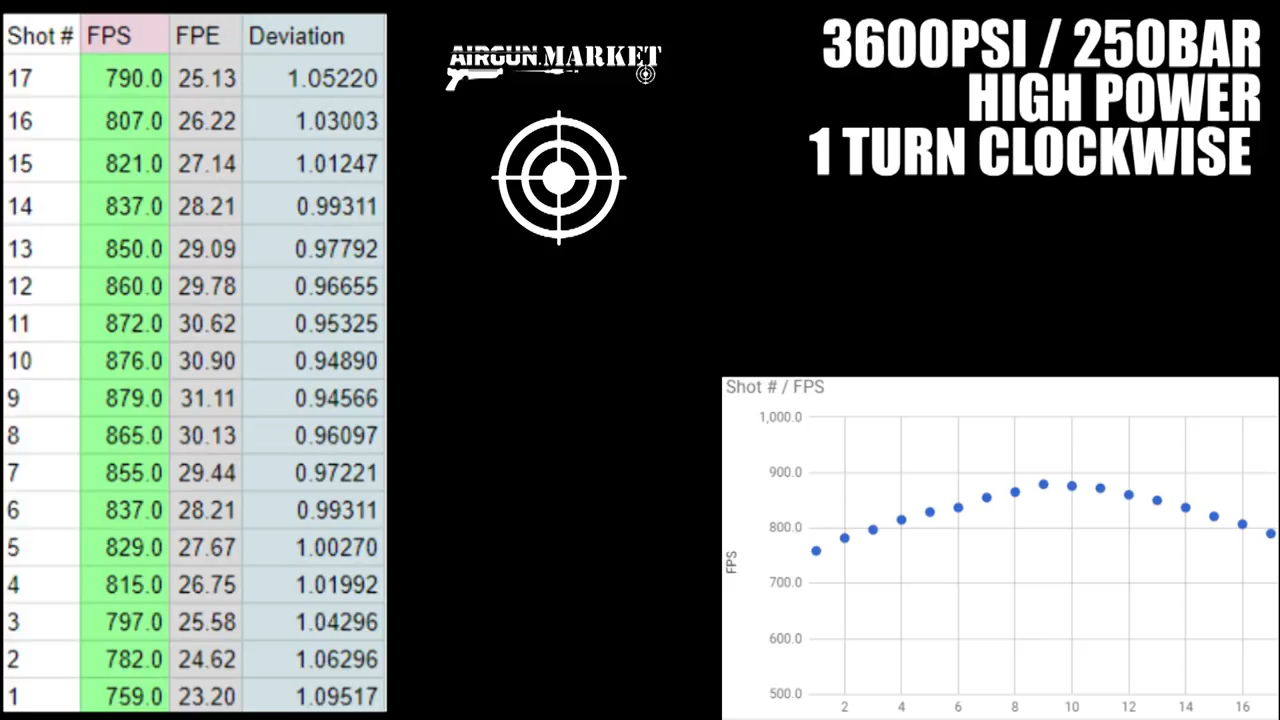 Shot # FPS FPE Deviation
17 790.0 25.13 1.05220
16 807.0 26.22 1.03003
15 821.0 27.14 1.01247
14 837.0 28.21 0.99311
13 850.0 29.09 0.97792
12 860.0 29.78 0.96655
11 872.0 30.62 0.95325
10 876.0 30.90 0.94890
9 879.0 31.11 0.94566
8 865.0 30.13 0.96097
7 855.0 29.44 0.97221
6 837.0 28.21 0.99311
5 829.0 27.67 1.00270
4 815.0 26.75 1.01992
3 797.0 25.58 1.04296
2 782.0 24.62 1.06296
1 759.0 23.20 1.09517
AIRGUN.MARKET
3600PSI / 250BAR
HIGH POWER
1 TURN CLOCKWISE
Shot # / FPS
1,000.0
900.0
800.0
700.0
600.0
500.0
FPS
2 4 6 8 10 12 14 16